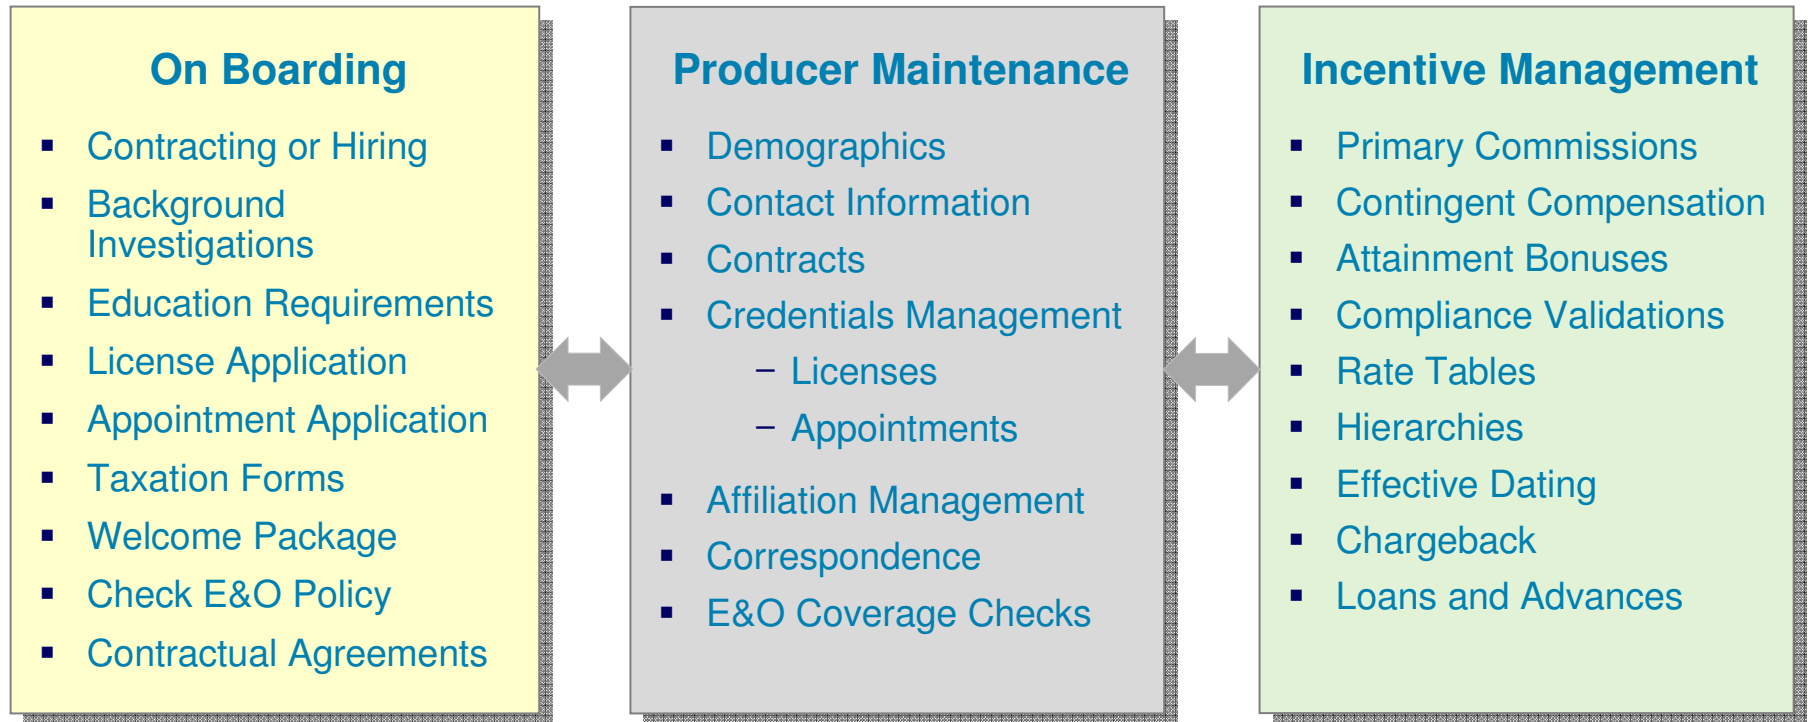 On Boarding
▪ Contracting or Hiring
▪ Background
Investigations
▪ Education Requirements
▪ License Application
▪ Appointment Application
▪ Taxation Forms
▪ Welcome Package
▪ Check E&O Policy
▪ Contractual Agreements
Producer Maintenance
▪ Demographics
▪ Contact Information
▪ Contracts
▪ Credentials Management
– Licenses
– Appointments
▪ Affiliation Management
▪ Correspondence
▪ E&O Coverage Checks
Incentive Management
▪ Primary Commissions
▪ Contingent Compensation
▪ Attainment Bonuses
▪ Compliance Validations
▪ Rate Tables
▪ Hierarchies
▪ Effective Dating
▪ Chargeback
▪ Loans and Advances